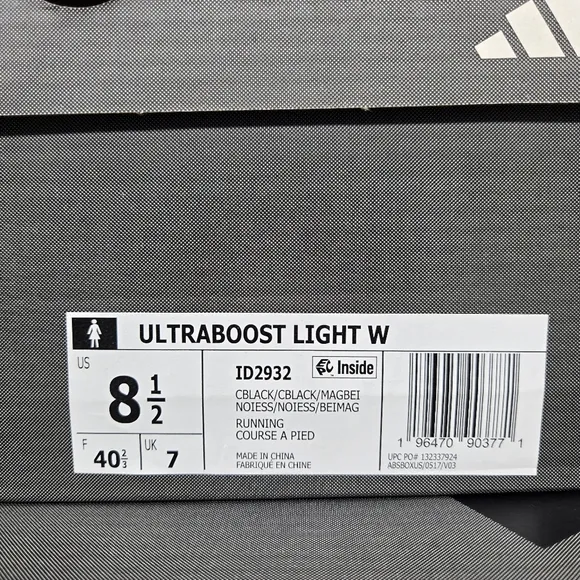 ULTRABOOST LIGHT W
US
8 1/2
F
40 2/3
UK
7
ID2932
Inside
CBLACK/CBLACK/MAGBEI
NOIESS/NOIESS/BEIMAG
RUNNING
COURSE A PIED
MADE IN CHINA
FABRIQUÉ EN CHINE
1 96470 90377 1
UPC PO# 132337924
ABSBOXUS/0517/V03